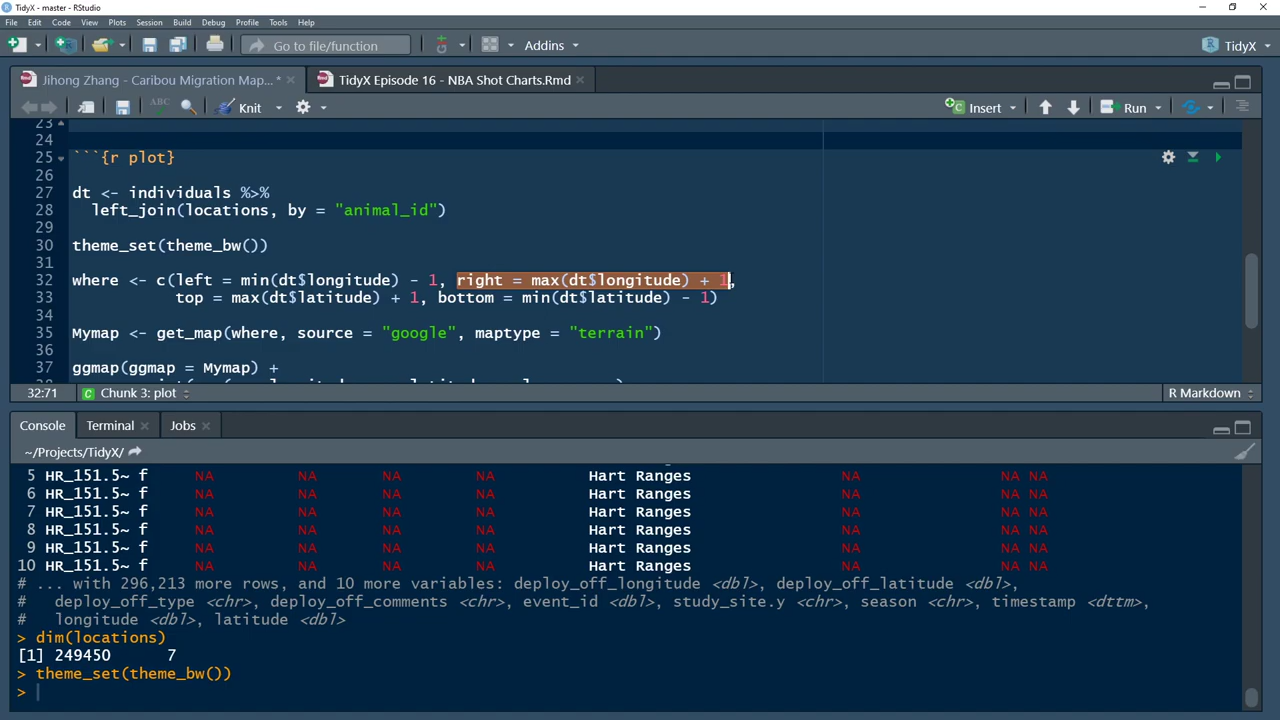 TidyX - master - RStudio
File Edit Code View Plots Session Build Debug Profile Tools Help
Go to file/function Addins TidyX
Jihong Zhang - Caribou Migration Map...* TidyX Episode 16 - NBA Shot Charts.Rmd
ABC Knit Insert Run
23
24
25 ```{r plot}
26
27 dt <- individuals %>%
28 left_join(locations, by = "animal_id")
29
30 theme_set(theme_bw())
31
32 where <- c(left = min(dt$longitude) - 1, right = max(dt$longitude) + 1,
33 top = max(dt$latitude) + 1, bottom = min(dt$latitude) - 1)
34
35 Mymap <- get_map(where, source = "google", maptype = "terrain")
36
37 ggmap(ggmap = Mymap) +
32:71 C Chunk 3: plot R Markdown
Console Terminal Jobs
~/Projects/TidyX/
5 HR_151.5~ f NA NA NA NA Hart Ranges NA NA NA
6 HR_151.5~ f NA NA NA NA Hart Ranges NA NA NA
7 HR_151.5~ f NA NA NA NA Hart Ranges NA NA NA
8 HR_151.5~ f NA NA NA NA Hart Ranges NA NA NA
9 HR_151.5~ f NA NA NA NA Hart Ranges NA NA NA
10 HR_151.5~ f NA NA NA NA Hart Ranges NA NA NA
# ... with 296,213 more rows, and 10 more variables: deploy_off_longitude <dbl>, deploy_off_latitude <dbl>,
# deploy_off_type <chr>, deploy_off_comments <chr>, event_id <dbl>, study_site.y <chr>, season <chr>, timestamp <dttm>,
# longitude <dbl>, latitude <dbl>
> dim(locations)
[1] 249450 7
> theme_set(theme_bw())
>